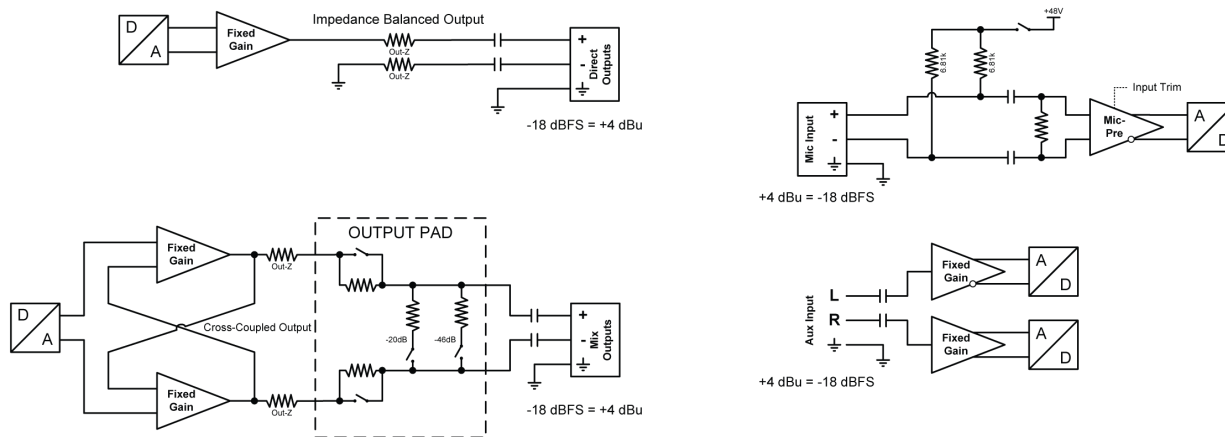 Impedance Balanced Output
D
A
Fixed
Gain
Out-Z
Out-Z
+
-
Direct
Outputs
-18 dBFS = +4 dBu
+48V
6.81k
6.81k
Input Trim
Mic Input
+
-
Mic-
Pre
A
D
+4 dBu = -18 dBFS
OUTPUT PAD
D
A
Fixed
Gain
Out-Z
Cross-Coupled Output
Fixed
Gain
Out-Z
-20dB
-46dB
+
-
Mix
Outputs
-18 dBFS = +4 dBu
Aux Input
L
R
Fixed
Gain
A
D
Fixed
Gain
A
D
+4 dBu = -18 dBFS